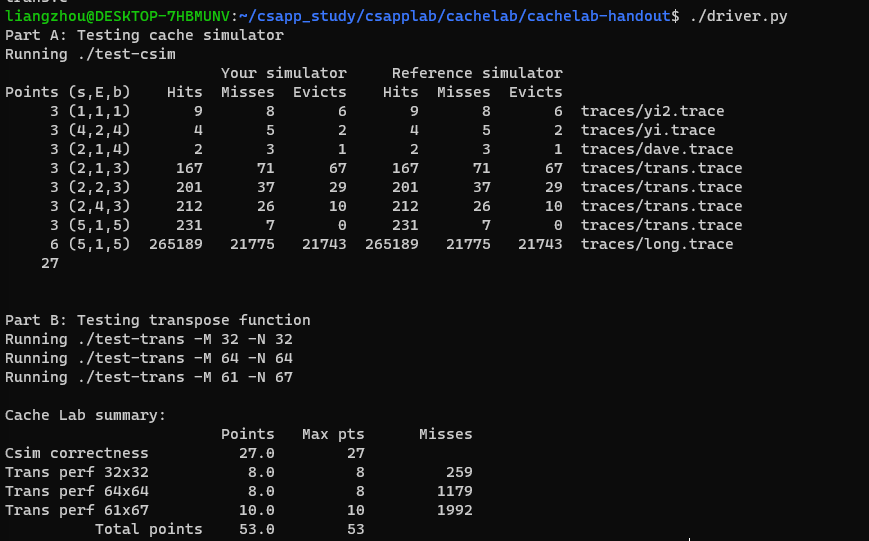 liangzhou@DESKTOP-7HBMUNV:~/csapp_study/csapplab/cachelab/cachelab-handout$ ./driver.py
Part A: Testing cache simulator
Running ./test-csim
                        Your simulator     Reference simulator
Points (s,E,b)    Hits  Misses  Evicts    Hits  Misses  Evicts
     3 (1,1,1)       9       8       6       9       8       6  traces/yi2.trace
     3 (4,2,4)       4       5       2       4       5       2  traces/yi.trace
     3 (2,1,4)       2       3       1       2       3       1  traces/dave.trace
     3 (2,1,3)     167      71      67     167      71      67  traces/trans.trace
     3 (2,2,3)     201      37      29     201      37      29  traces/trans.trace
     3 (2,4,3)     212      26      10     212      26      10  traces/trans.trace
     3 (5,1,5)     231       7       0     231       7       0  traces/trans.trace
     6 (5,1,5)  265189   21775   21743  265189   21775   21743  traces/long.trace
    27
Part B: Testing transpose function
Running ./test-trans -M 32 -N 32
Running ./test-trans -M 64 -N 64
Running ./test-trans -M 61 -N 67
Cache Lab summary:
                        Points   Max pts      Misses
Csim correctness          27.0        27
Trans perf 32x32           8.0         8         259
Trans perf 64x64           8.0         8        1179
Trans perf 61x67          10.0        10        1992
          Total points    53.0        53